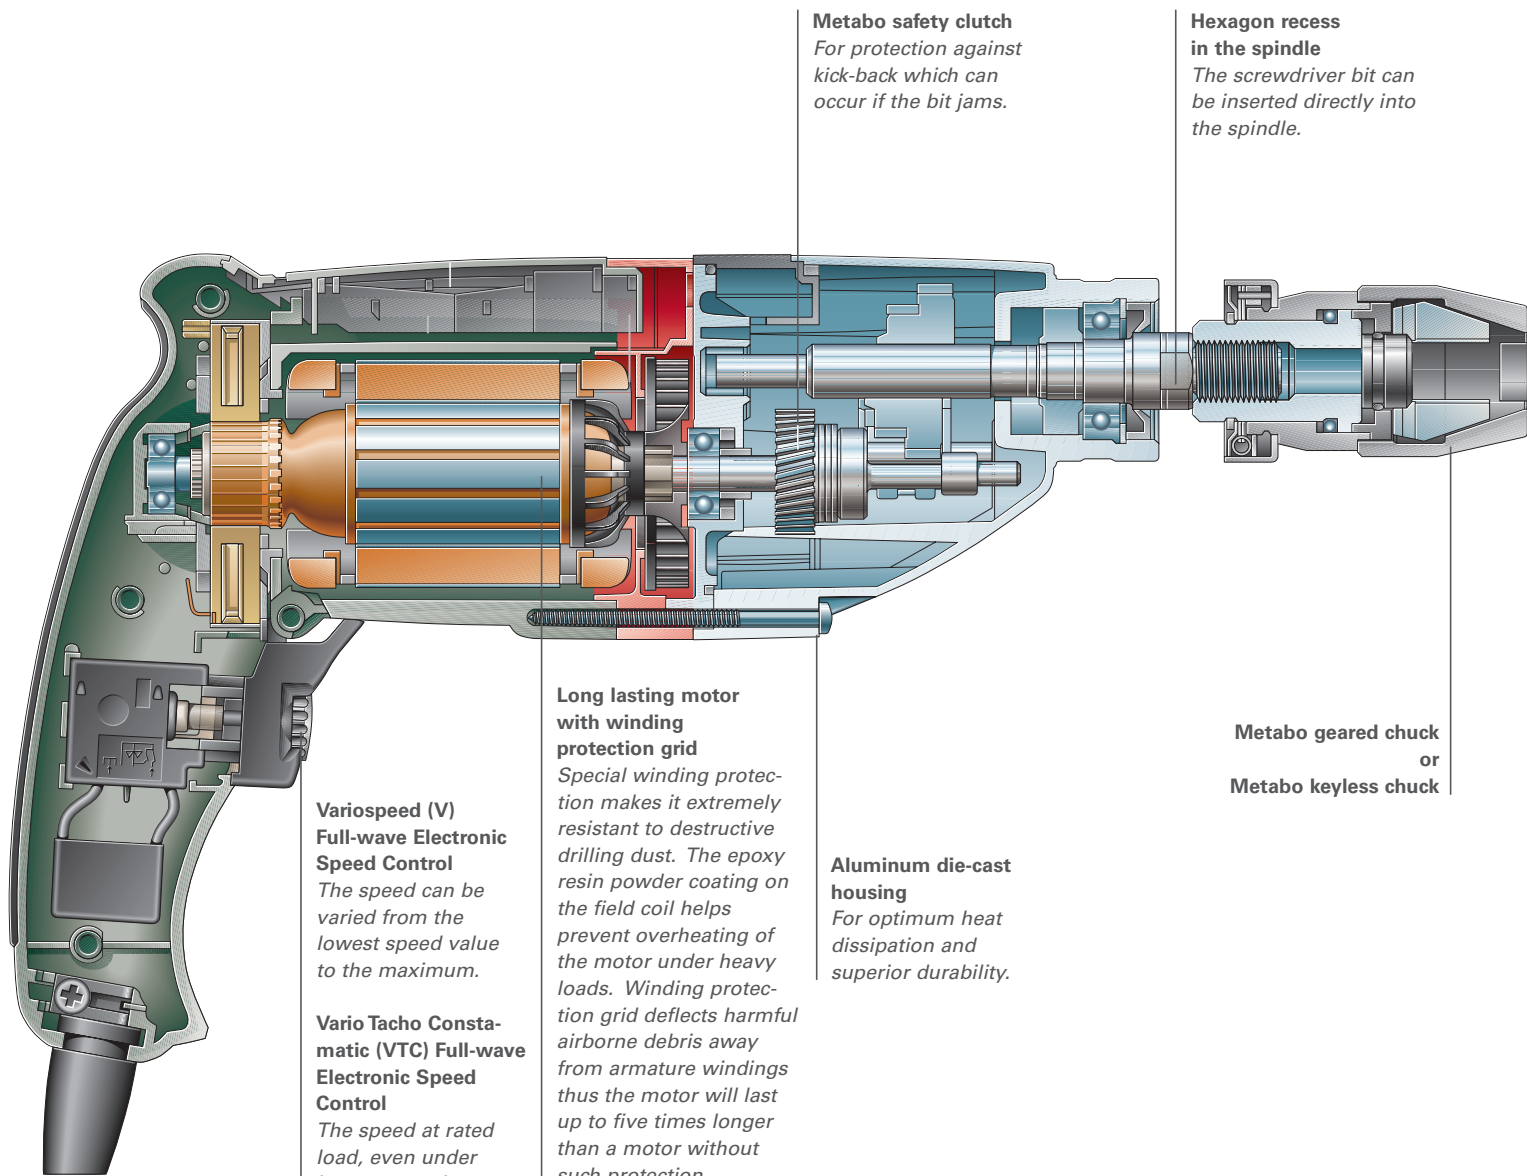 Metabo safety clutch
For protection against
kick-back which can
occur if the bit jams.
Hexagon recess
in the spindle
The screwdriver bit can
be inserted directly into
the spindle.
Variospeed (V)
Full-wave Electronic
Speed Control
The speed can be
varied from the
lowest speed value
to the maximum.
Vario Tacho Consta-
matic (VTC) Full-wave
Electronic Speed
Control
The speed at rated
load, even under
Long lasting motor
with winding
protection grid
Special winding protec-
tion makes it extremely
resistant to destructive
drilling dust. The epoxy
resin powder coating on
the field coil helps
prevent overheating of
the motor under heavy
loads. Winding protec-
tion grid deflects harmful
airborne debris away
from armature windings
thus the motor will last
up to five times longer
than a motor without
such protection
Aluminum die-cast
housing
For optimum heat
dissipation and
superior durability.
Metabo geared chuck
or
Metabo keyless chuck